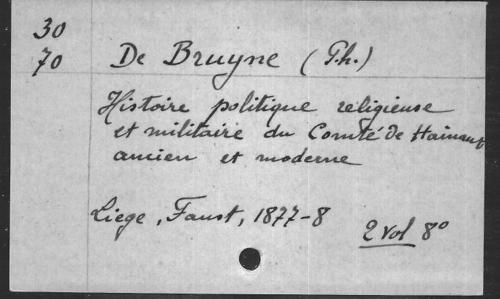 30
70 De Bruyne (Ph.)
Histoire politique religieuse
et militaire du Comté de Hainaut
ancien et moderne
Liege, Faust, 1877-8
2 vol 8°